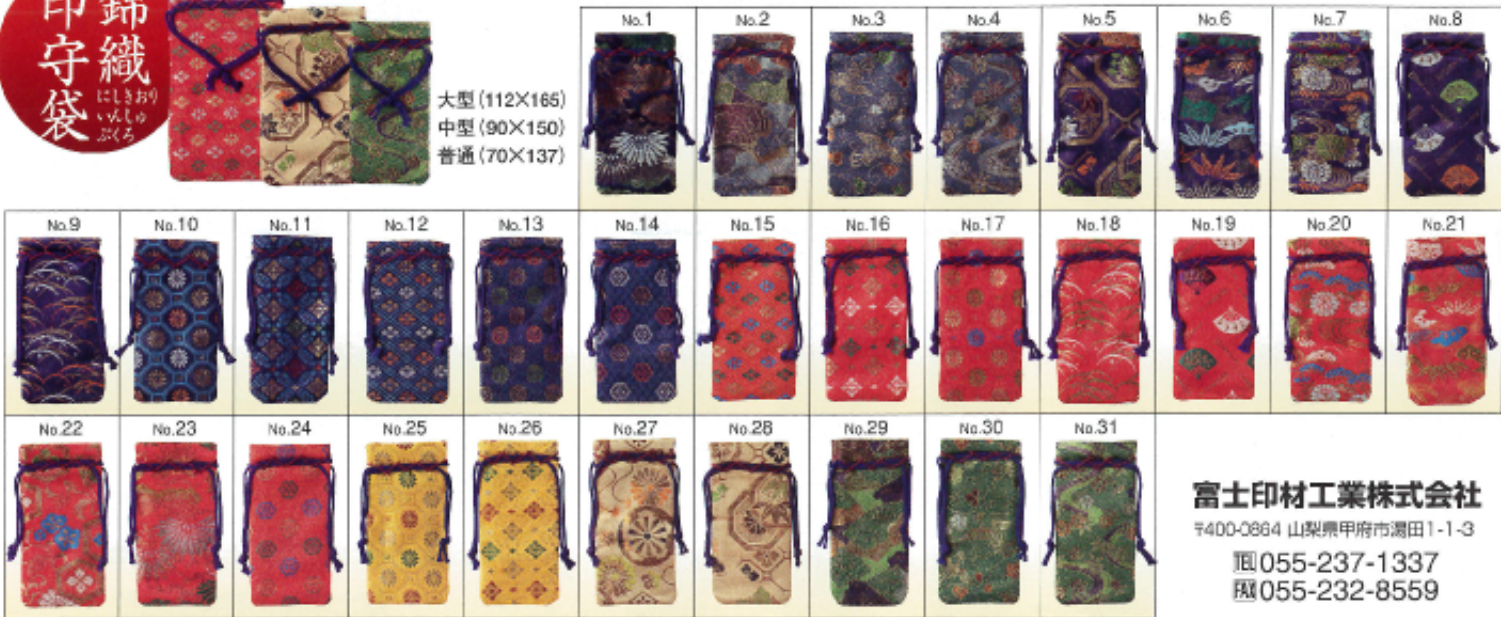 錦織
にしきおり
印守袋
いんしゅ
ぶくろ
大型(112×165)
中型(90×150)
普通(70×137)
No.1
No.2
No.3
No.4
No.5
No.6
No.7
No.8
No.9
No.10
No.11
No.12
No.13
No.14
No.15
No.16
No.17
No.18
No.19
No.20
No.21
No.22
No.23
No.24
No.25
No.26
No.27
No.28
No.29
No.30
No.31
富士印材工業株式会社
〒400-0864 山梨県甲府市湯田1-1-3
TEL 055-237-1337
FAX 055-232-8559